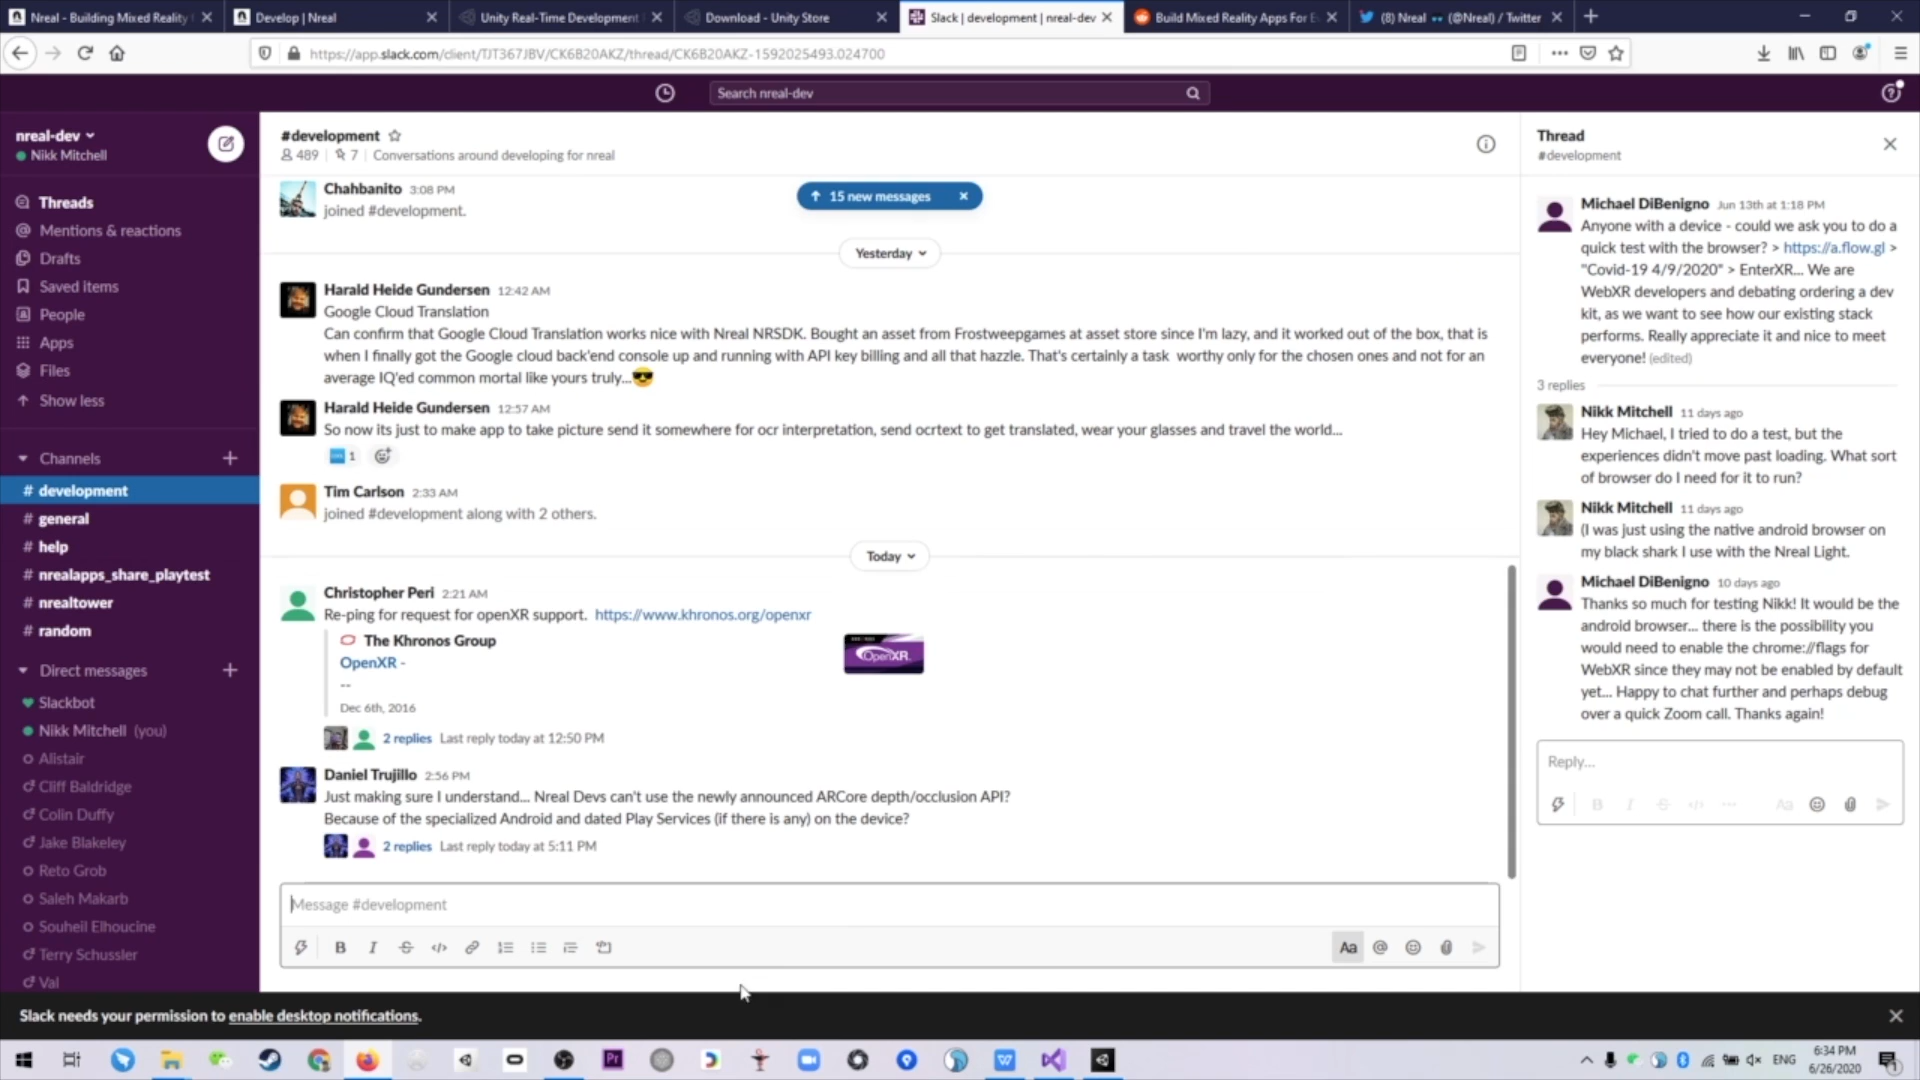 Nreal - Building Mixed Reality
Develop | Nreal
Unity Real-Time Development
Download - Unity Store
Slack | development | nreal-dev
Build Mixed Reality Apps For E
(8) Nreal (@Nreal) / Twitter
https://app.slack.com/client/TJT367JBV/CK6B20AKZ/thread/CK6B20AKZ-1592025493.024700
Search nreal-dev
nreal-dev
Nikk Mitchell
Threads
Mentions & reactions
Drafts
Saved items
People
Apps
Files
Show less
Channels
# development
# general
# help
# nrealapps_share_playtest
# nrealtower
# random
Direct messages
Slackbot
Nikk Mitchell (you)
Alistair
Cliff Baldridge
Colin Duffy
Jake Blakeley
Reto Grob
Saleh Makarb
Souheil Elhoucine
Terry Schussler
Val
#development
489 | 7 | Conversations around developing for nreal
15 new messages
Chahbanito 3:08 PM
joined #development.
Yesterday
Harald Heide Gundersen 12:42 AM
Google Cloud Translation
Can confirm that Google Cloud Translation works nice with Nreal NRSDK. Bought an asset from Frostweepgames at asset store since I'm lazy, and it worked out of the box, that is
when I finally got the Google cloud back'end console up and running with API key billing and all that hazzle. That's certainly a task worthy only for the chosen ones and not for an
average IQ'ed common mortal like yours truly...
Harald Heide Gundersen 12:57 AM
So now its just to make app to take picture send it somewhere for ocr interpretation, send ocrtext to get translated, wear your glasses and travel the world...
1
Tim Carlson 2:33 AM
joined #development along with 2 others.
Today
Christopher Peri 2:21 AM
Re-ping for request for openXR support. https://www.khronos.org/openxr
The Khronos Group
OpenXR -
--
Dec 6th, 2016
OpenXR
2 replies Last reply today at 12:50 PM
Daniel Trujillo 2:56 PM
Just making sure I understand... Nreal Devs can't use the newly announced ARCore depth/occlusion API?
Because of the specialized Android and dated Play Services (if there is any) on the device?
2 replies Last reply today at 5:11 PM
Message #development
B I S </> Aa @
Thread
#development
Michael DiBenigno Jun 13th at 1:18 PM
Anyone with a device - could we ask you to do a
quick test with the browser? > https://a.flow.gl >
"Covid-19 4/9/2020" > EnterXR... We are
WebXR developers and debating ordering a dev
kit, as we want to see how our existing stack
performs. Really appreciate it and nice to meet
everyone! (edited)
3 replies
Nikk Mitchell 11 days ago
Hey Michael, I tried to do a test, but the
experiences didn't move past loading. What sort
of browser do I need for it to run?
Nikk Mitchell 11 days ago
(I was just using the native android browser on
my black shark I use with the Nreal Light.
Michael DiBenigno 10 days ago
Thanks so much for testing Nikk! It would be the
android browser... there is the possibility you
would need to enable the chrome://flags for
WebXR since they may not be enabled by default
yet... Happy to chat further and perhaps debug
over a quick Zoom call. Thanks again!
Reply...
B I S </> Aa
Slack needs your permission to enable desktop notifications.
Pr
W
ENG
6:34 PM
6/26/2020